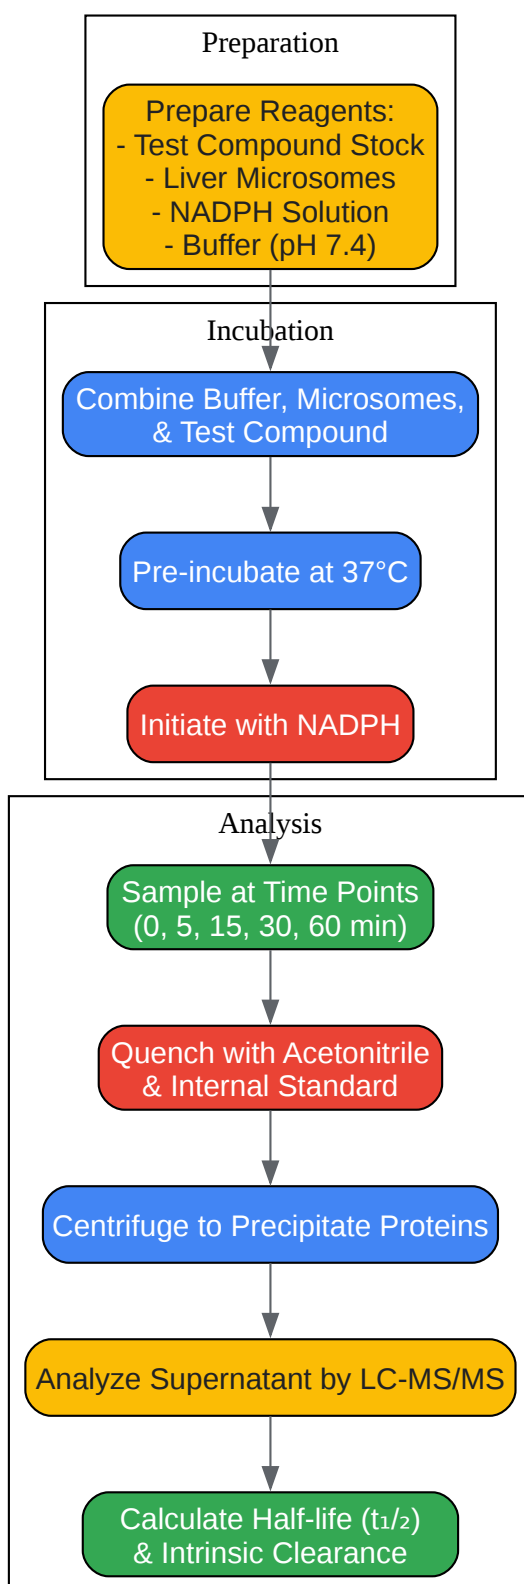 Preparation
Prepare Reagents:
- Test Compound Stock
- Liver Microsomes
- NADPH Solution
- Buffer (pH 7.4)
Incubation
Combine Buffer, Microsomes,
& Test Compound
Pre-incubate at 37°C
Initiate with NADPH
Analysis
Sample at Time Points
(0, 5, 15, 30, 60 min)
Quench with Acetonitrile
& Internal Standard
Centrifuge to Precipitate Proteins
Analyze Supernatant by LC-MS/MS
Calculate Half-life (t₁/₂)
& Intrinsic Clearance